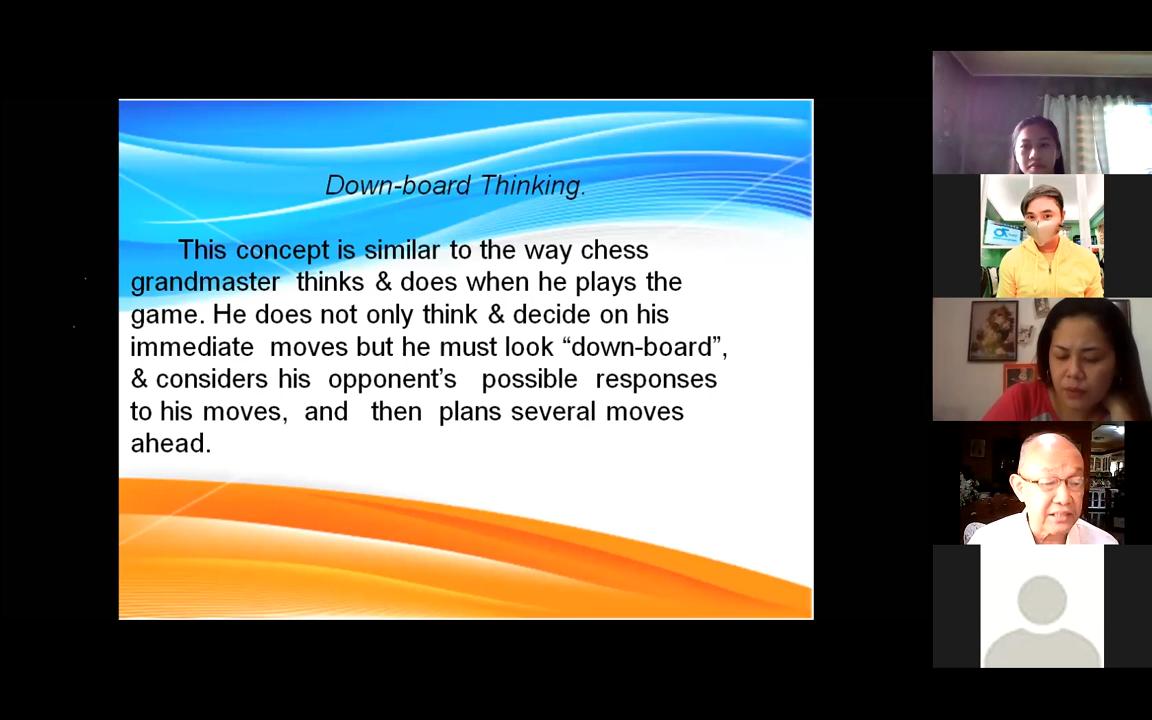 Down-board Thinking.
This concept is similar to the way chess
grandmaster thinks & does when he plays the
game. He does not only think & decide on his
immediate moves but he must look “down-board”,
& considers his opponent’s possible responses
to his moves, and then plans several moves
ahead.